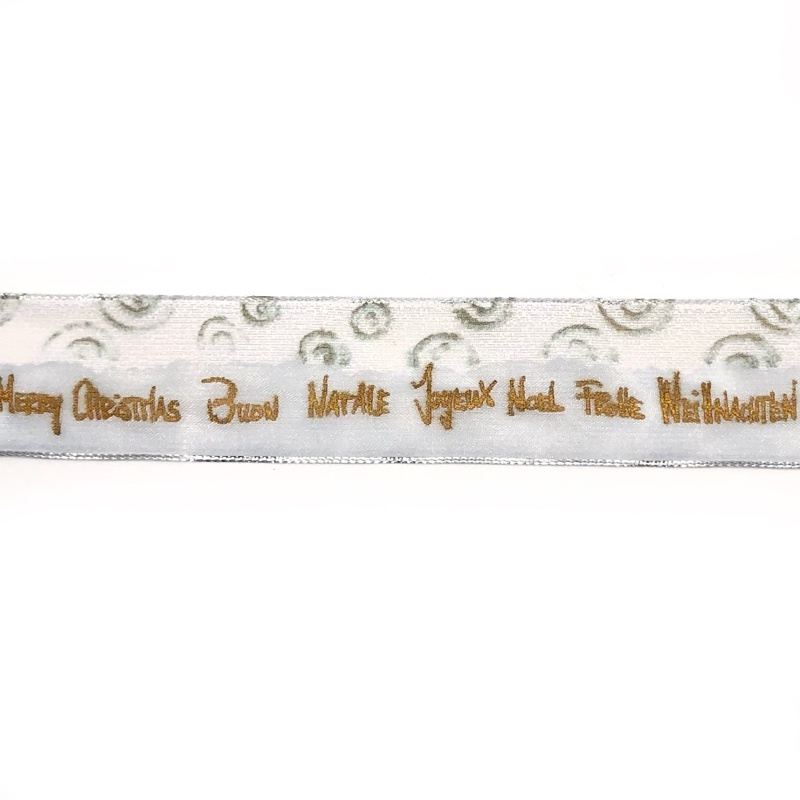 Merry Christmas Buon Natale Joyeux Noel Frohe Weihnachten